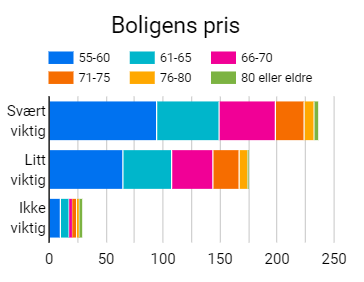 Boligens pris
55-60 61-65 66-70
71-75 76-80 80 eller eldre
Svært
viktig
Litt
viktig
Ikke
viktig
0 50 100 150 200 250